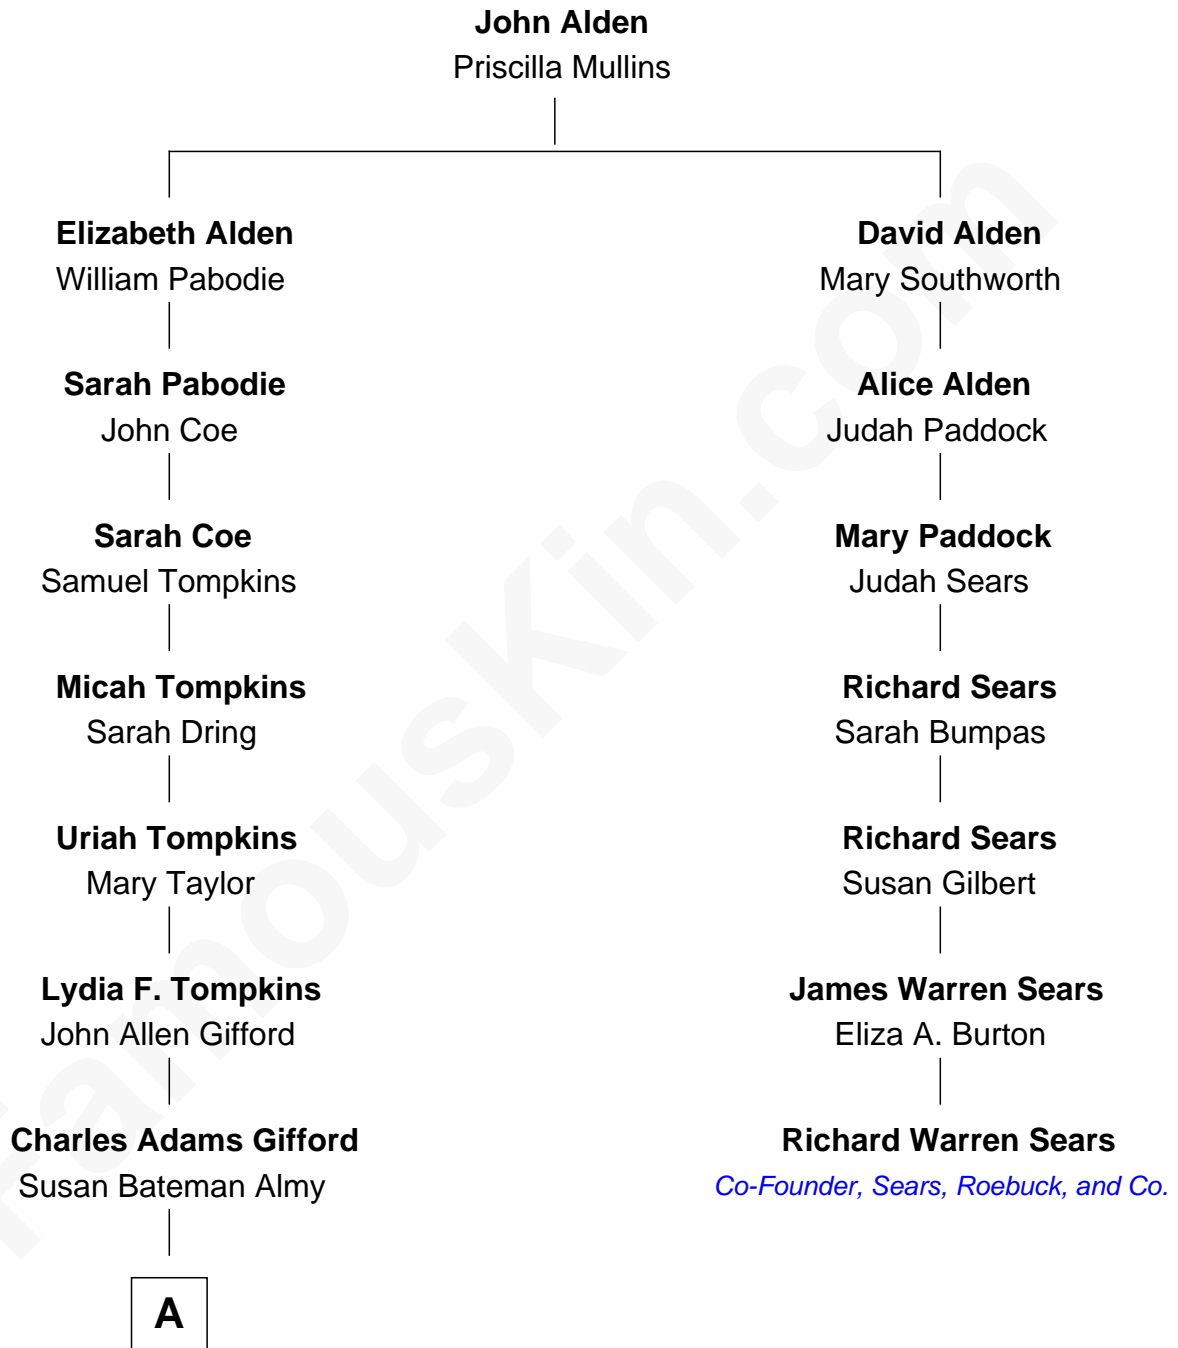 John Alden
Priscilla Mullins
Elizabeth Alden
William Pabodie
David Alden
Mary Southworth
Sarah Pabodie
John Coe
Alice Alden
Judah Paddock
Sarah Coe
Samuel Tompkins
Mary Paddock
Judah Sears
Micah Tompkins
Sarah Dring
Richard Sears
Sarah Bumpas
Uriah Tompkins
Mary Taylor
Richard Sears
Susan Gilbert
Lydia F. Tompkins
John Allen Gifford
James Warren Sears
Eliza A. Burton
Charles Adams Gifford
Susan Bateman Almy
Richard Warren Sears
Co-Founder, Sears, Roebuck, and Co.
A
FamousKin.com